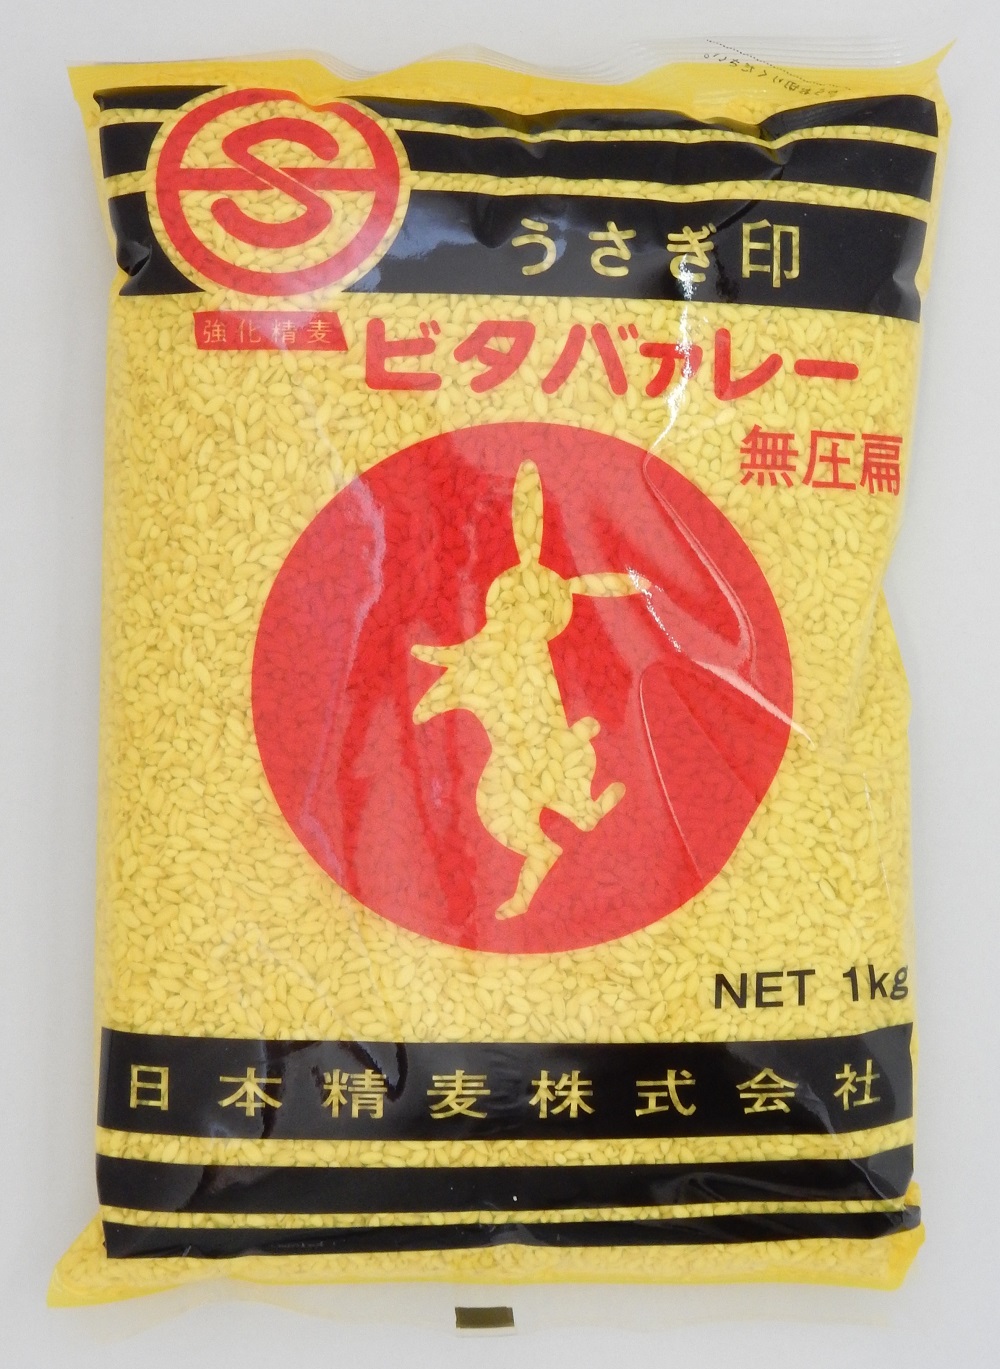 S
うさぎ印
強化精麦
ビタバァレー
無圧扁
NET 1kg
日本精麦株式会社